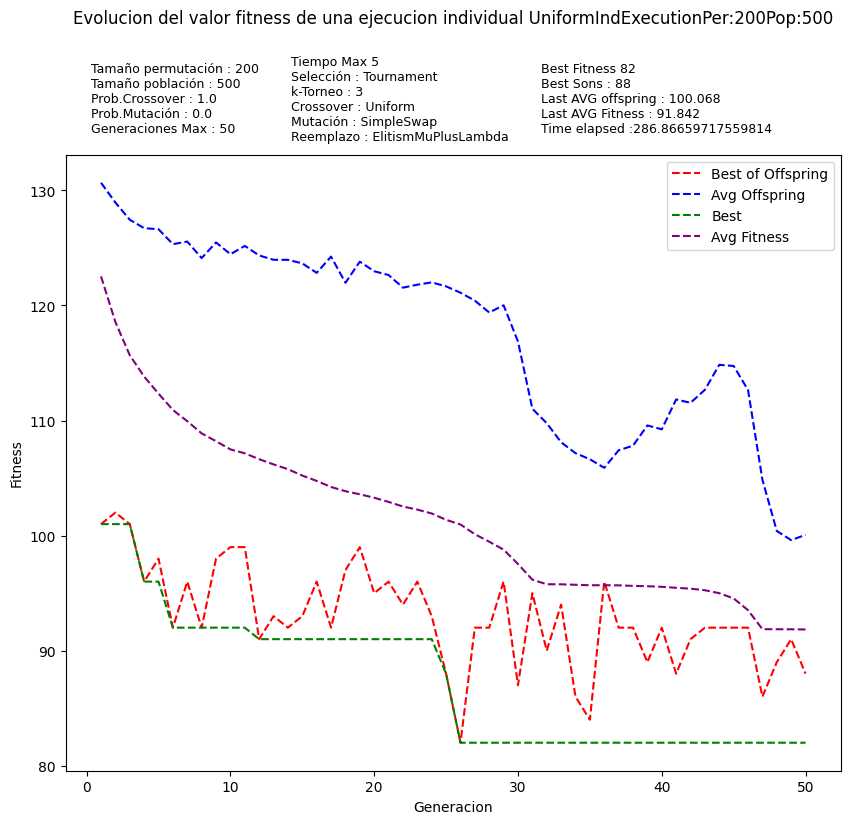 Evolucion del valor fitness de una ejecucion individual UniformIndExecutionPer:200Pop:500
Tamaño permutación : 200
Tamaño población : 500
Prob.Crossover : 1.0
Prob.Mutación : 0.0
Generaciones Max : 50
Tiempo Max 5
Selección : Tournament
k-Torneo : 3
Crossover : Uniform
Mutación : SimpleSwap
Reemplazo : ElitismMuPlusLambda
Best Fitness 82
Best Sons : 88
Last AVG offspring : 100.068
Last AVG Fitness : 91.842
Time elapsed :286.86659717559814
Best of Offspring
Avg Offspring
Best
Avg Fitness
130
120
110
100
90
80
Fitness
0
10
20
30
40
50
Generacion